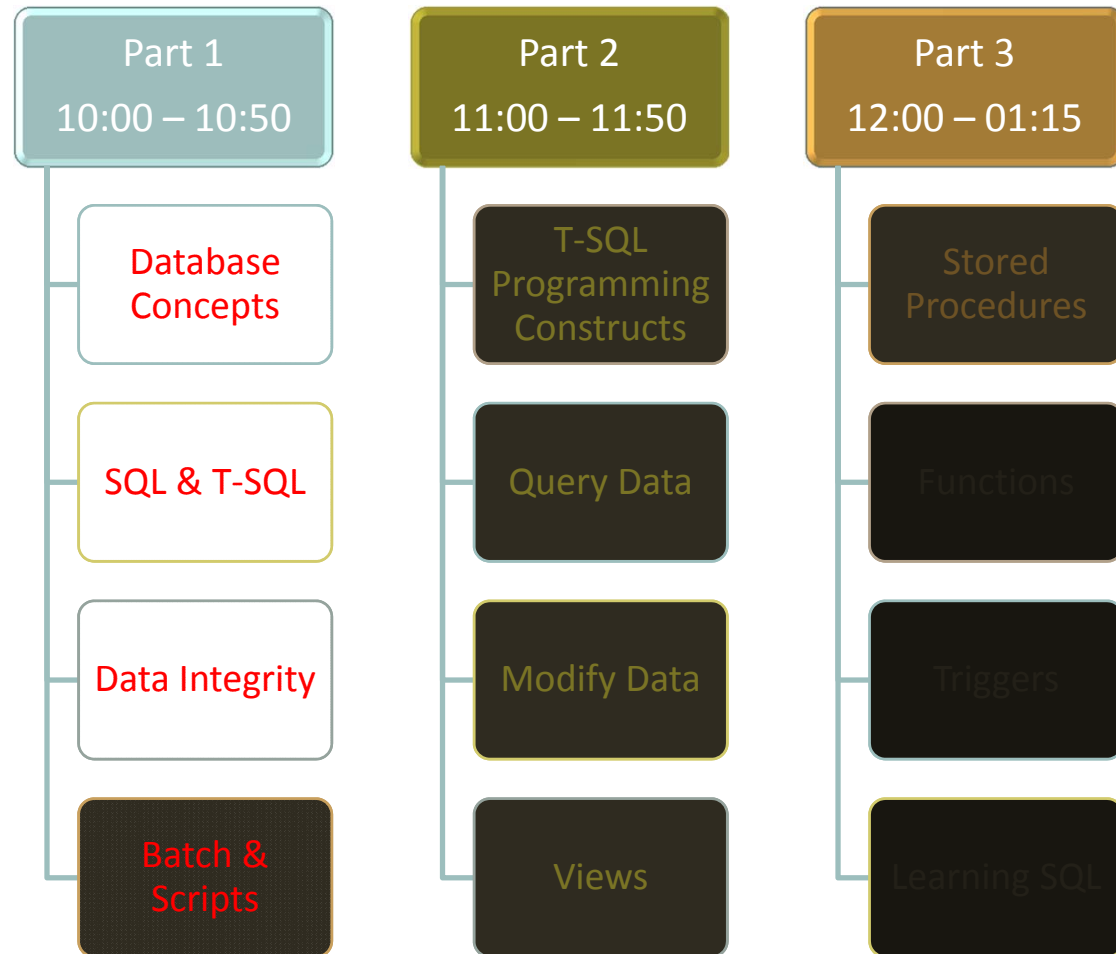 Part 1
10:00 – 10:50
Database
Concepts
SQL & T-SQL
Data Integrity
Batch &
Scripts
Part 2
11:00 – 11:50
T-SQL
Programming
Constructs
Query Data
Modify Data
Views
Part 3
12:00 – 01:15
Stored
Procedures
Functions
Triggers
Learning SQL